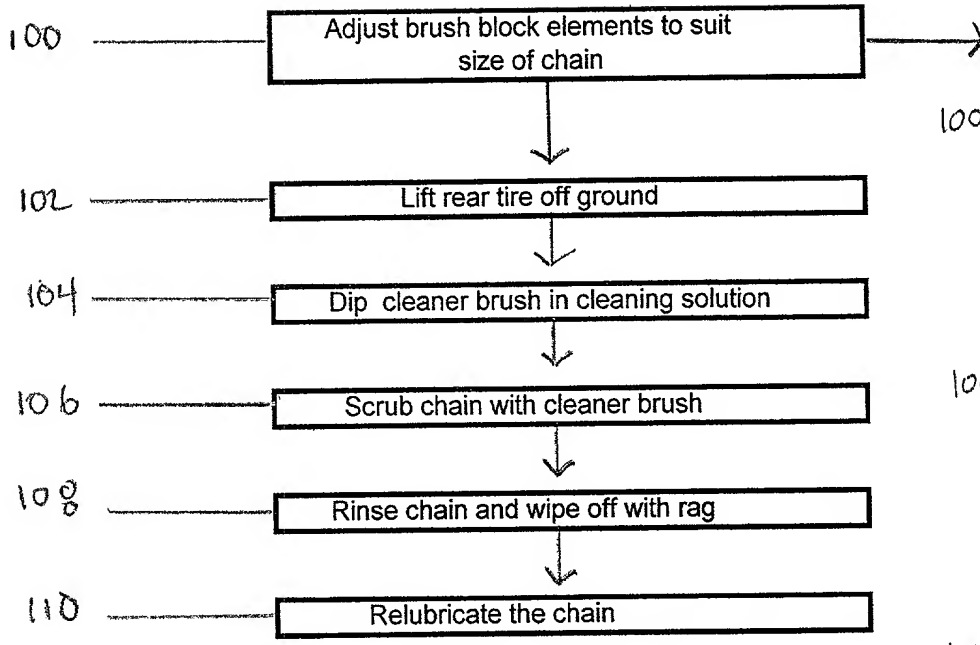 100
Adjust brush block elements to suit
size of chain
100
102
Lift rear tire off ground
104
Dip cleaner brush in cleaning solution
106
Scrub chain with cleaner brush
10
108
Rinse chain and wipe off with rag
110
Relubricate the chain